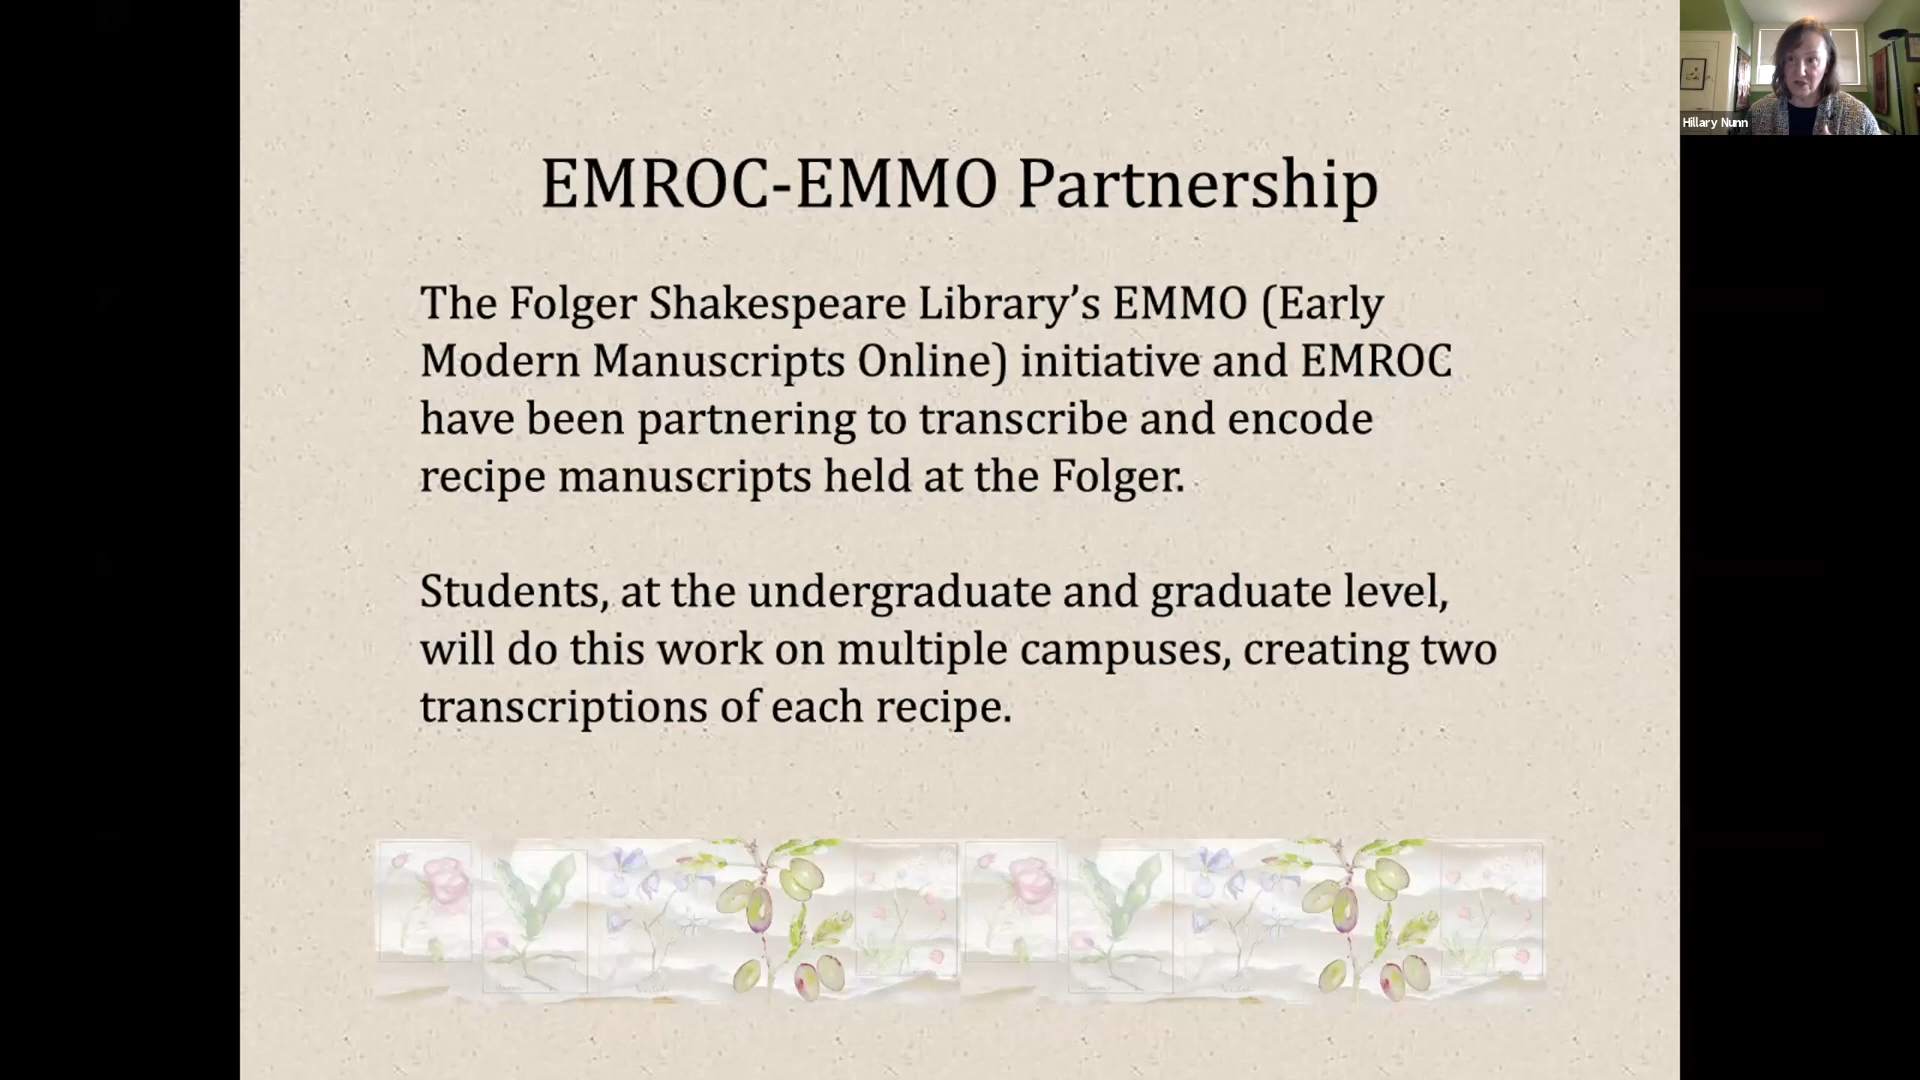 EMROC-EMMO Partnership
The Folger Shakespeare Library’s EMMO (Early
Modern Manuscripts Online) initiative and EMROC
have been partnering to transcribe and encode
recipe manuscripts held at the Folger.
Students, at the undergraduate and graduate level,
will do this work on multiple campuses, creating two
transcriptions of each recipe.
Hillary Nunn